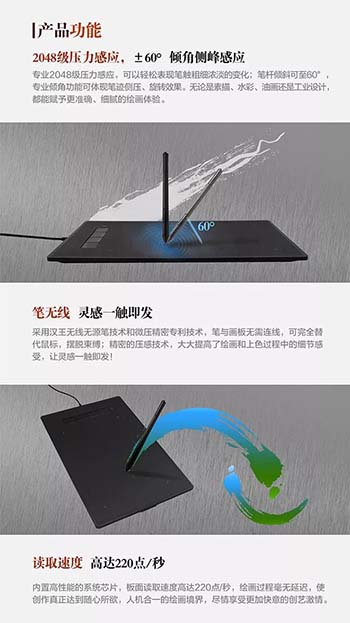 产品功能
2048级压力感应，±60° 倾角侧峰感应
专业2048级压力感应，可以轻松表现笔触粗细浓淡的变化；笔杆倾斜可至60°，
专业倾角功能可体现笔迹侧压、旋转效果。无论是素描、水彩、油画还是工业设计，
都能赋予更准确、细腻的绘画体验。
60°
笔无线 灵感一触即发
采用汉王无线无源笔技术和微压精密专利技术，笔与画板无需连线，可完全替
代鼠标，摆脱束缚；精密的压感技术，大大提高了绘画和上色过程中的细节感
受，让灵感一触即发！
读取速度 高达220点/秒
内置高性能的系统芯片，板面读取速度高达220点/秒，绘画过程毫无延迟，使
创作真正达到随心所欲，人机合一的绘画境界，尽情享受更加快意的创艺激情。